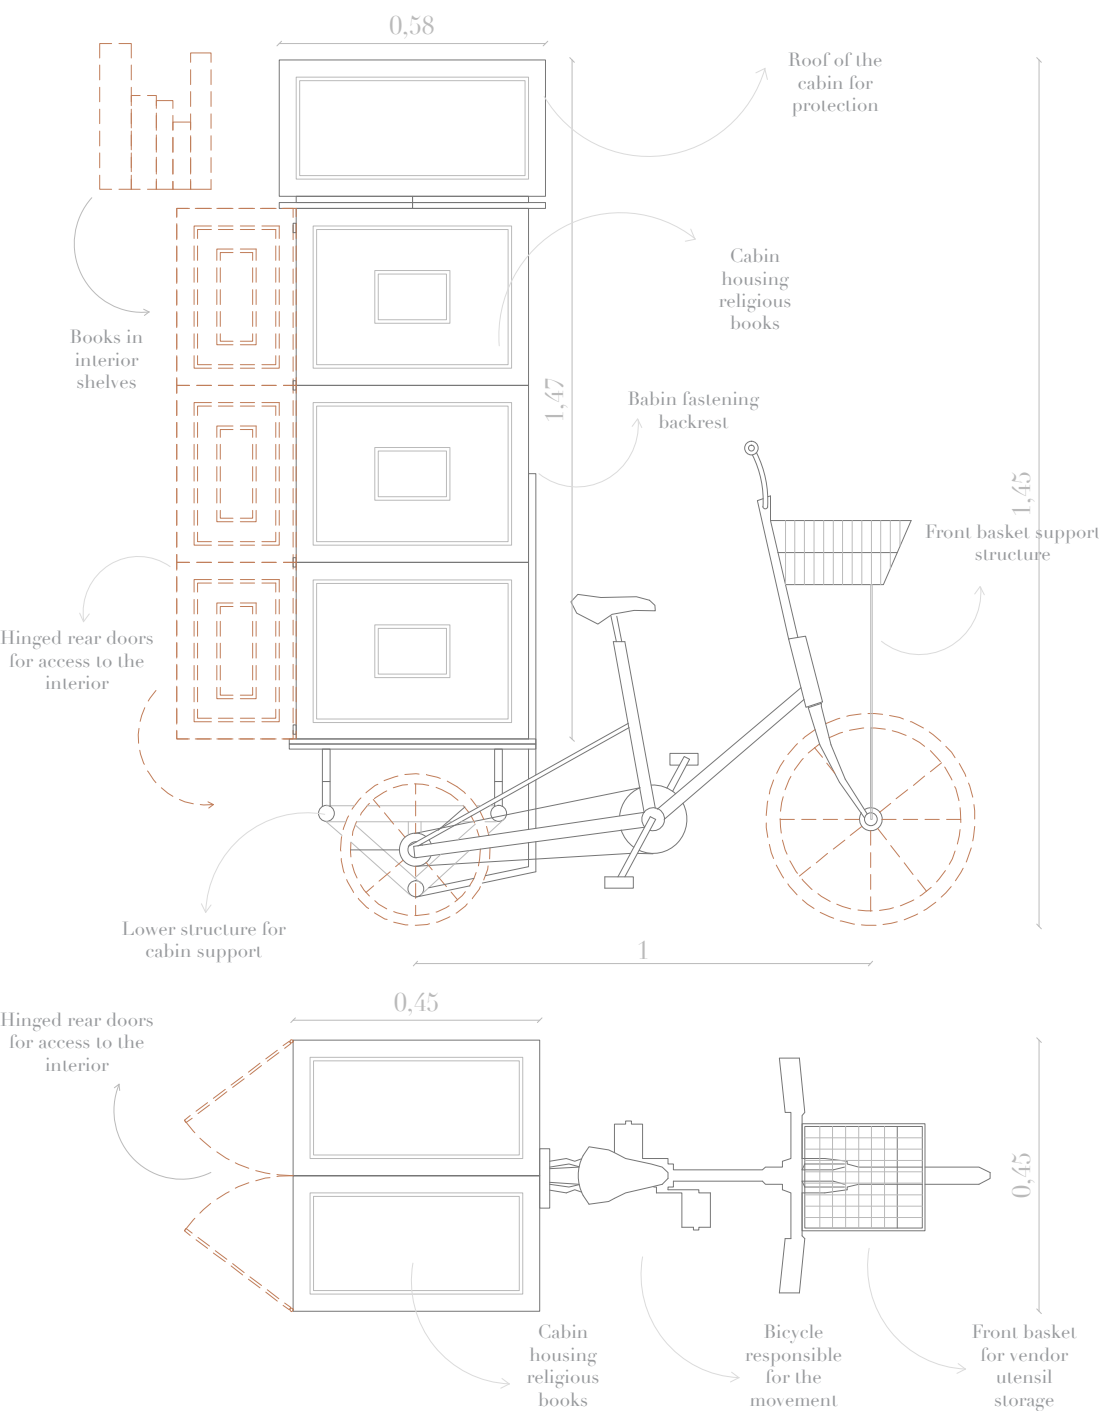 0,58
Roof of the
cabin for
protection
Cabin
housing
religious
books
Books in
interior
shelves
1,47
Babin fastening
backrest
1,45
Front basket support
structure
Hinged rear doors
for access to the
interior
Lower structure for
cabin support
1
0,45
Hinged rear doors
for access to the
interior
0,45
Cabin
housing
religious
books
Bicycle
responsible
for the
movement
Front basket
for vendor
utensil
storage